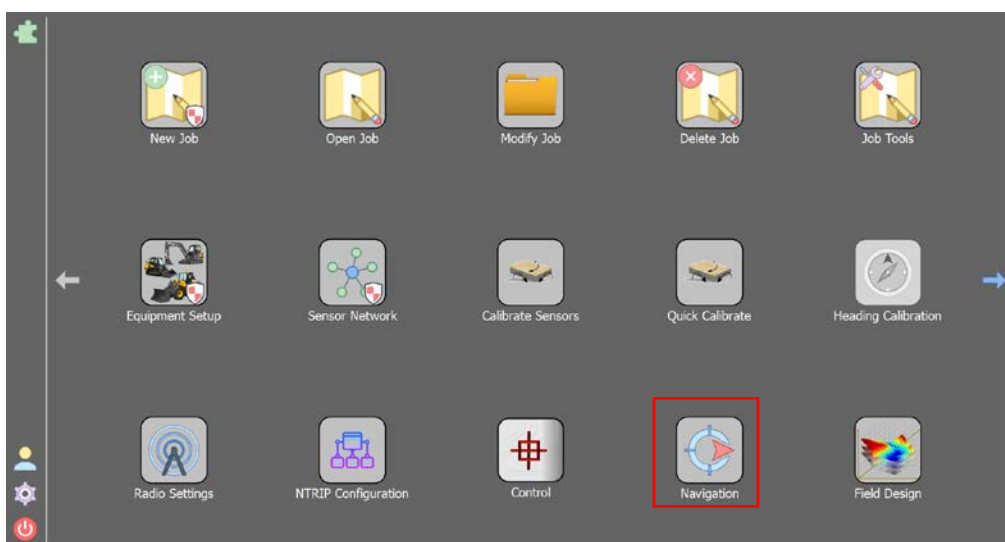 New Job
Open Job
Modify Job
Delete Job
Job Tools
Equipment Setup
Sensor Network
Calibrate Sensors
Quick Calibrate
Heading Calibration
Radio Settings
NTRIP Configuration
Control
Navigation
Field Design